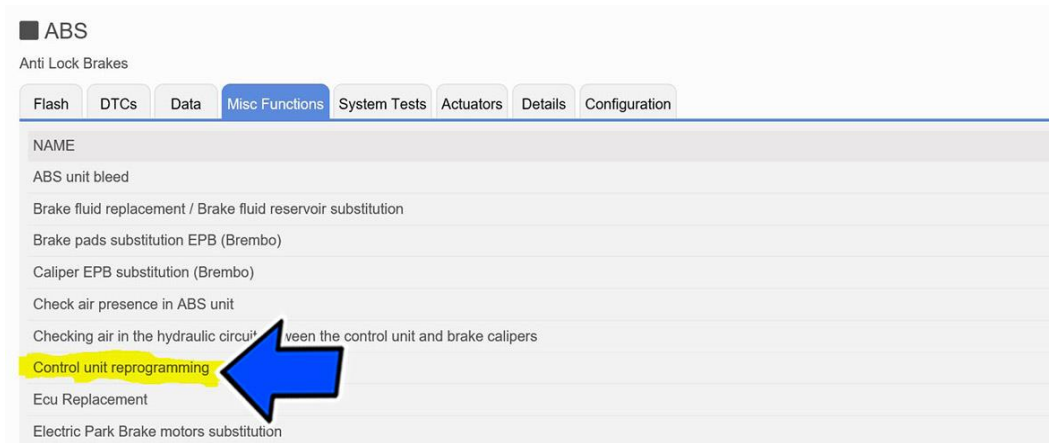 ABS
Anti Lock Brakes
Flash DTCs Data Misc Functions System Tests Actuators Details Configuration
NAME
ABS unit bleed
Brake fluid replacement / Brake fluid reservoir substitution
Brake pads substitution EPB (Brembo)
Caliper EPB substitution (Brembo)
Check air presence in ABS unit
Checking air in the hydraulic circuit ween the control unit and brake calipers
Control unit reprogramming
Ecu Replacement
Electric Park Brake motors substitution